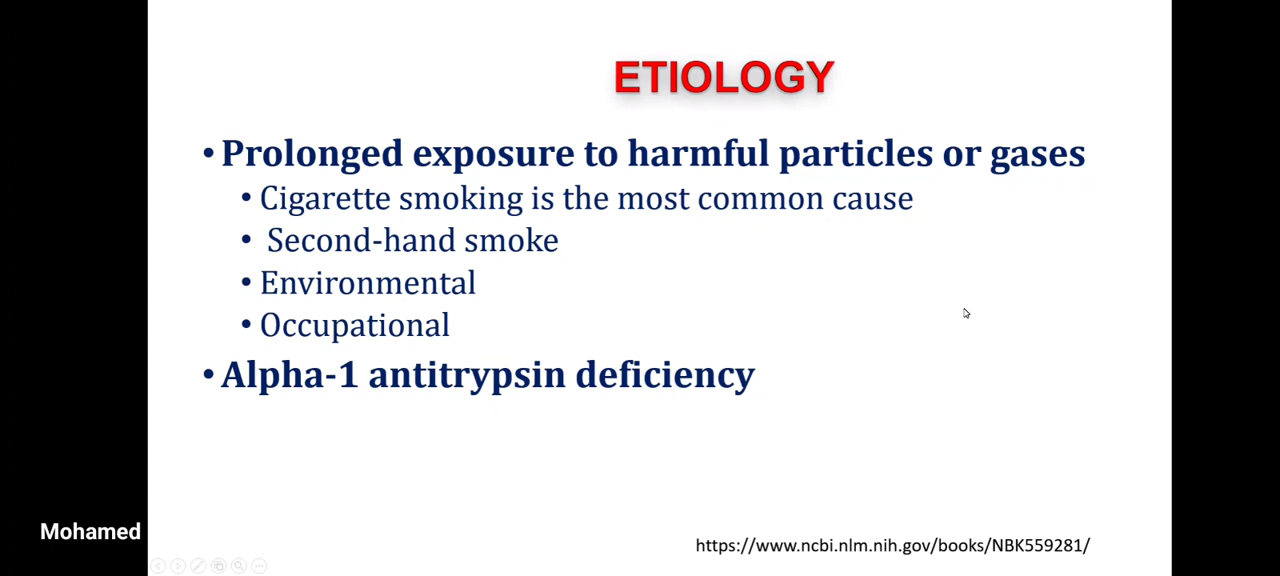 ETIOLOGY
• Prolonged exposure to harmful particles or gases
• Cigarette smoking is the most common cause
• Second-hand smoke
• Environmental
• Occupational
• Alpha-1 antitrypsin deficiency
Mohamed
https://www.ncbi.nlm.nih.gov/books/NBK559281/